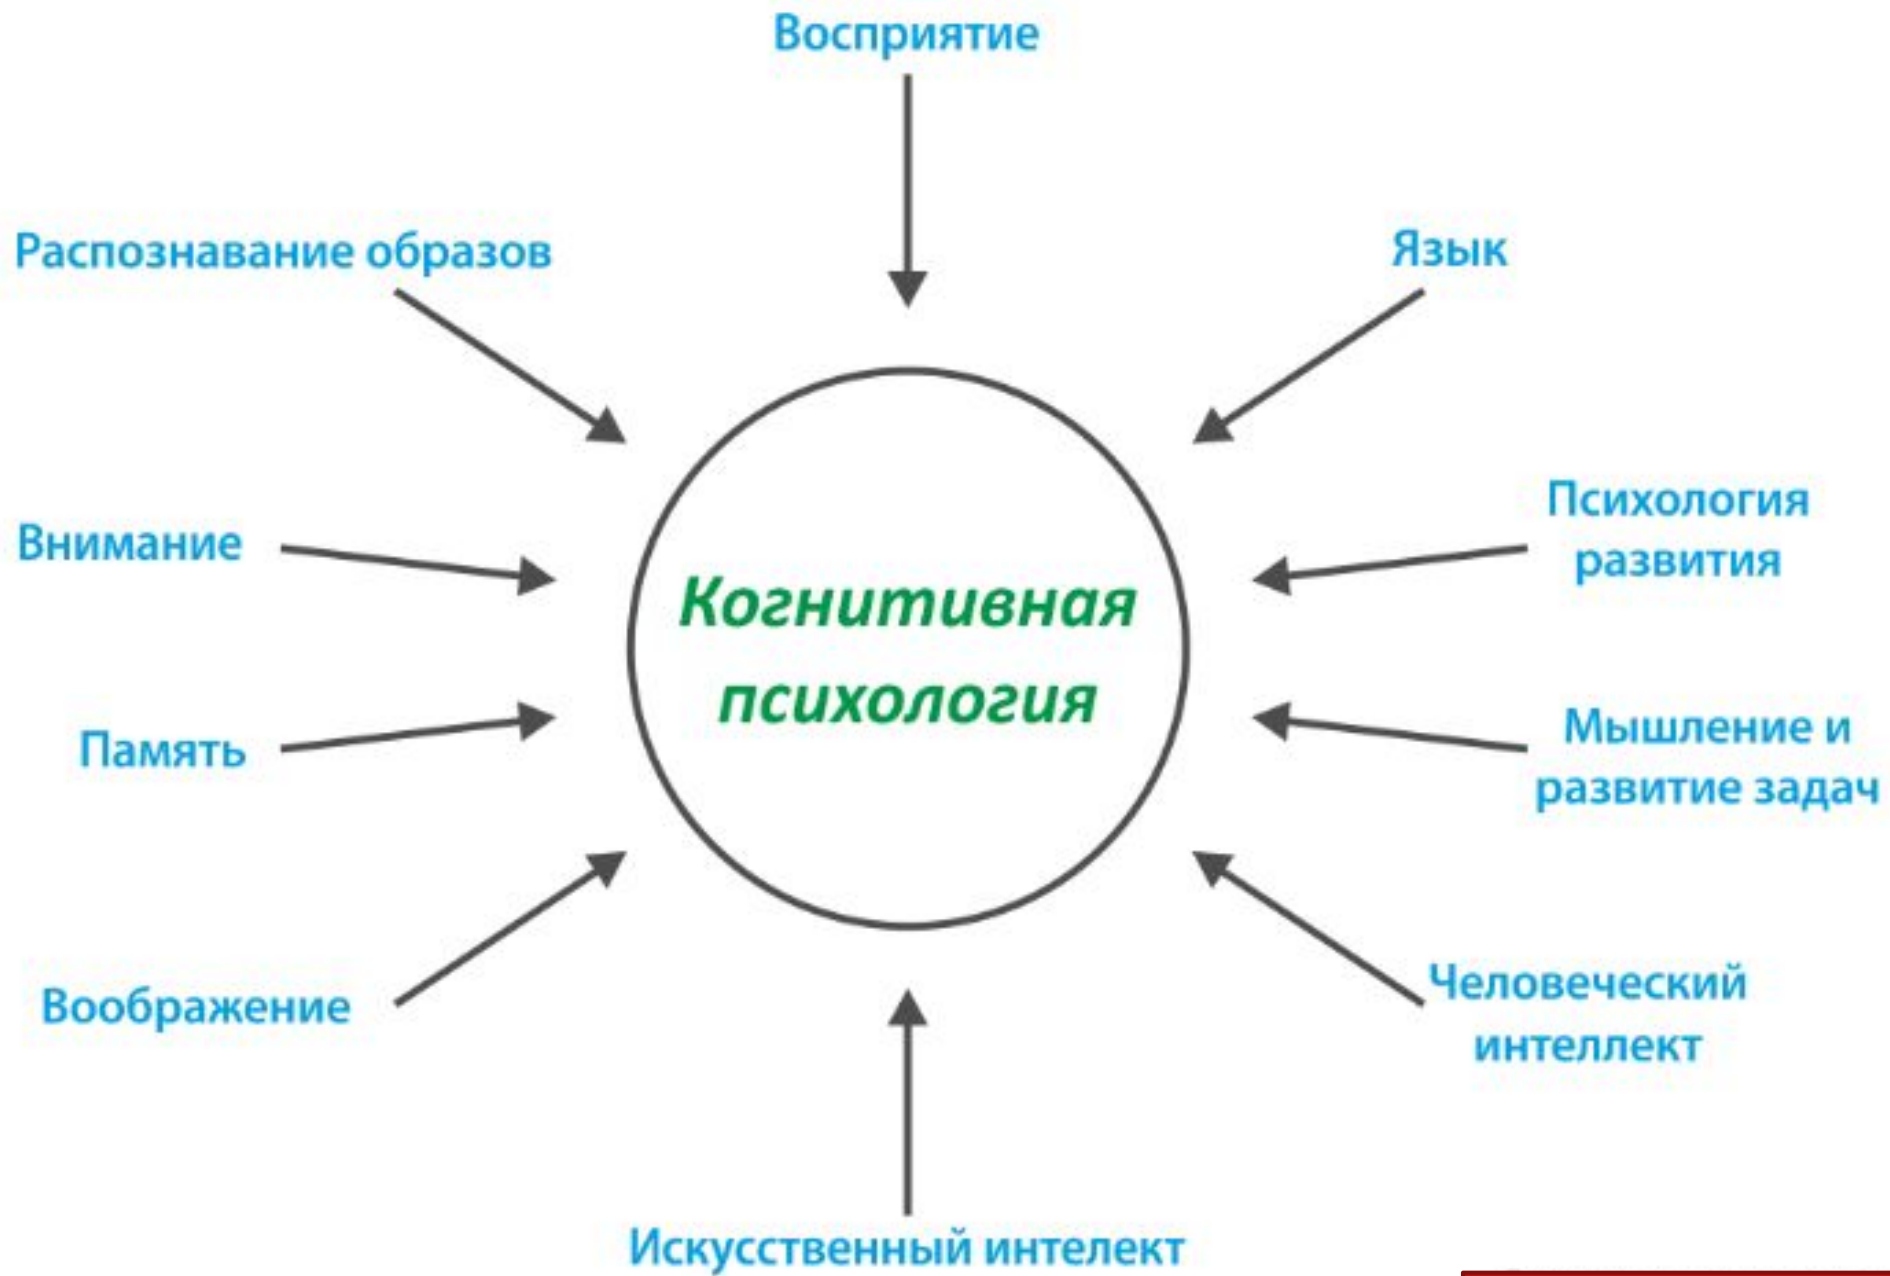 Восприятие
Распознавание образов
Язык
Внимание
Когнитивная
психология
Психология
развития
Память
Мышление и
развитие задач
Воображение
Человеческий
интеллект
Искусственный интелект